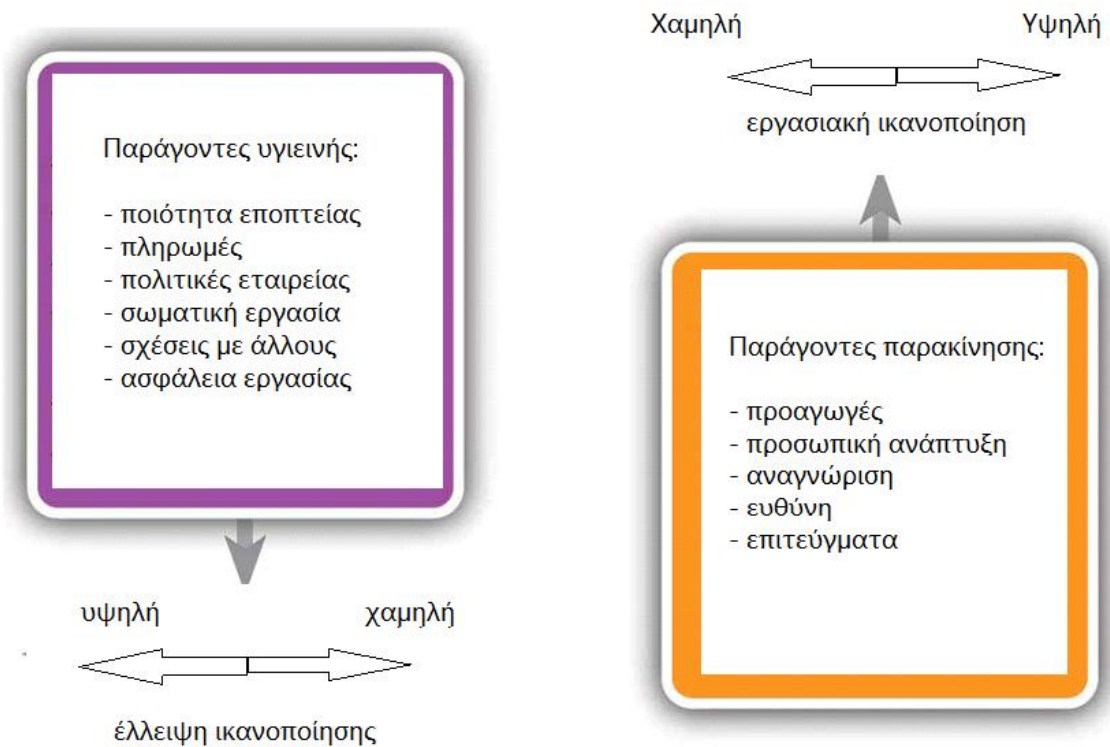 Παράγοντες υγιεινής:
- ποιότητα εποπτείας
- πληρωμές
- πολιτικές εταιρείας
- σωματική εργασία
- σχέσεις με άλλους
- ασφάλεια εργασίας
υψηλή χαμηλή
έλλειψη ικανοποίησης
Χαμηλή Υψηλή
εργασιακή ικανοποίηση
Παράγοντες παρακίνησης:
- προαγωγές
- προσωπική ανάπτυξη
- αναγνώριση
- ευθύνη
- επιτεύγματα